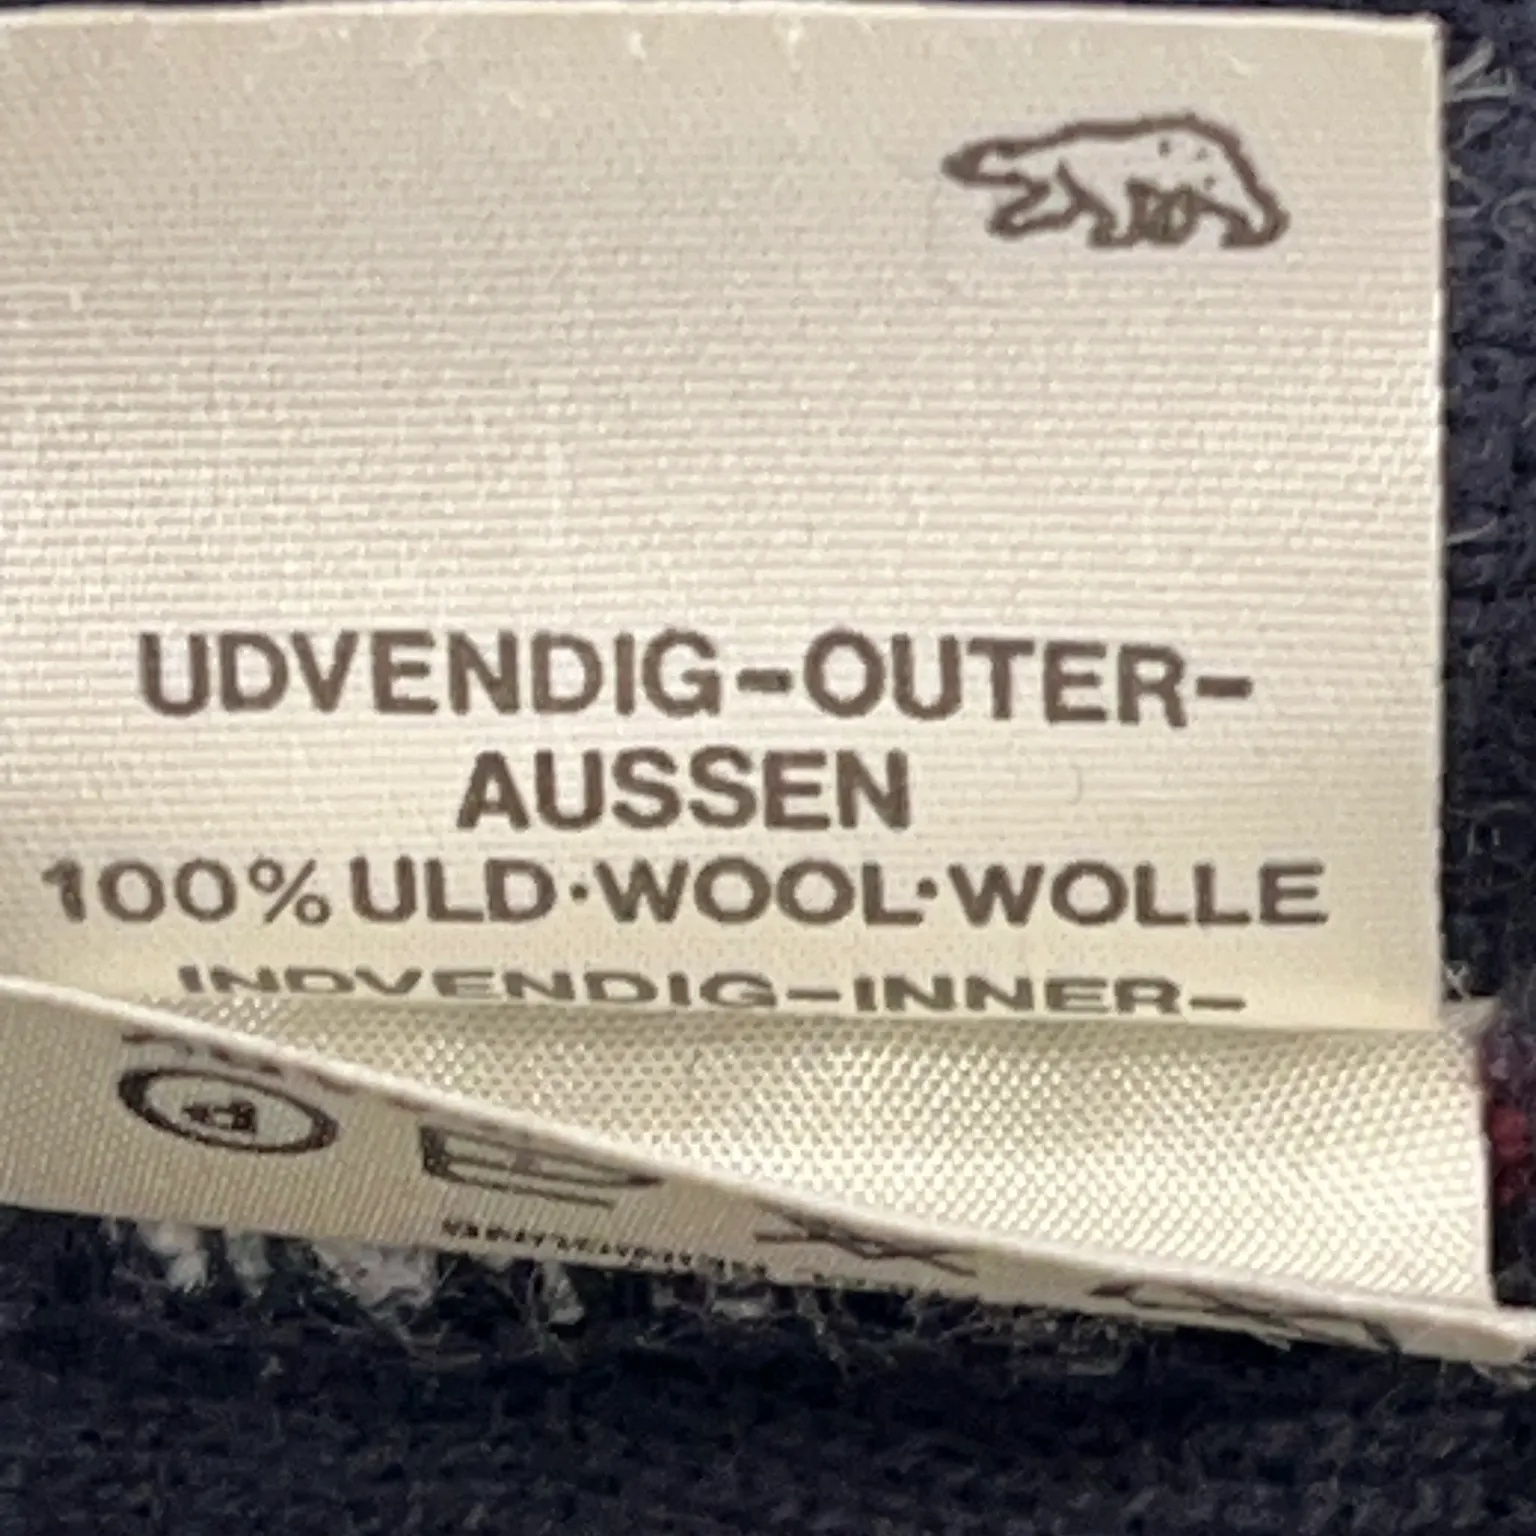 UDVENDIG-OUTER-
AUSSEN
100% ULD·WOOL·WOLLE
INDVENDIG-INNER-